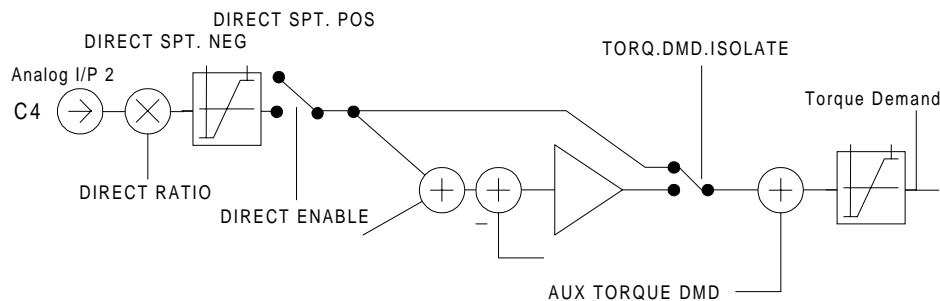 DIRECT SPT. POS
DIRECT SPT. NEG
TORQ.DMD.ISOLATE
Analog I/P 2
C4
Torque Demand
DIRECT RATIO
DIRECT ENABLE
AUX TORQUE DMD